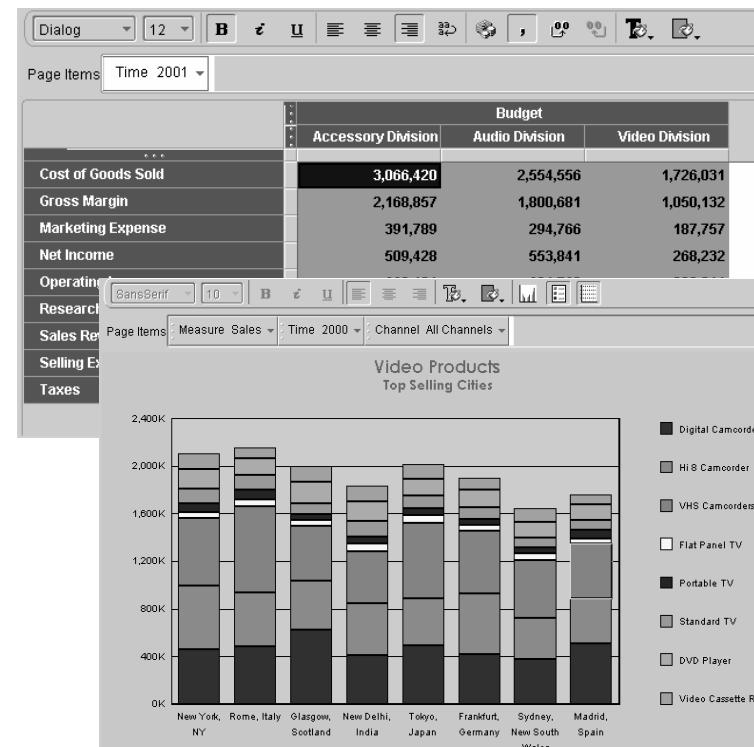 Dialog 12 B i U
Page Items Time 2001
Budget
Accessory Division Audio Division Video Division
Cost of Goods Sold 3,066,420 2,554,556 1,726,031
Gross Margin 2,168,857 1,800,681 1,050,132
Marketing Expense 391,789 294,766 187,757
Net Income 509,428 553,841 268,232
Research
Selling
Taxes
SansSerif 10 B i U
Page Items Measure Sales Time 2000 Channel All Channels
Video Products
Top Selling Cities
2,400K
2,000K
1,600K
1,200K
800K
400K
0K
New York, NY
Rome, Italy
Glasgow, Scotland
New Delhi, India
Tokyo, Japan
Frankfurt, Germany
Sydney, New South Wales
Madrid, Spain
Digital Camcorde
Hi 8 Camcorder
VHS Camcorders
Flat Panel TV
Portable TV
Standard TV
DVD Player
Video Cassette R